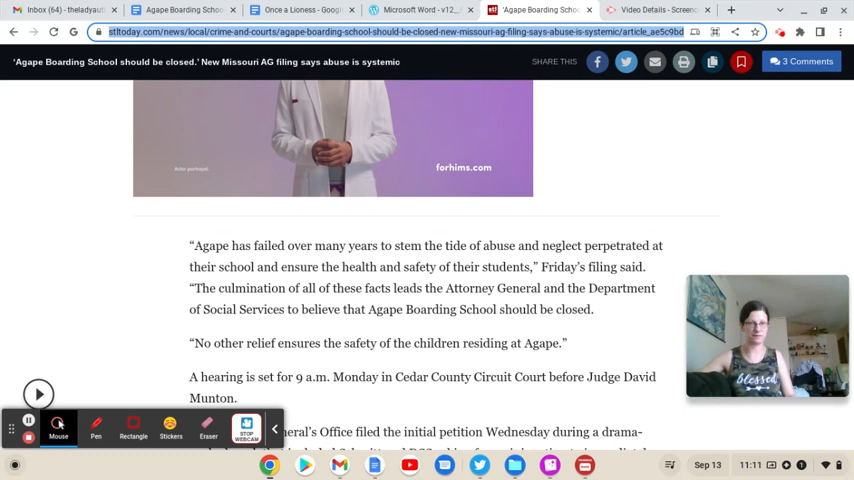 Inbox (64) - theladyauti
Agape Boarding School
Once a Lioness - Google
Microsoft Word - v12_
'Agape Boarding School
Video Details - Screenc
stltoday.com/news/local/crime-and-courts/agape-boarding-school-should-be-closed-new-missouri-ag-filing-says-abuse-is-systemic/article_ae5c9bd
'Agape Boarding School should be closed.' New Missouri AG filing says abuse is systemic
SHARE THIS
3 Comments
Actor portrayal.
forhims.com
“Agape has failed over many years to stem the tide of abuse and neglect perpetrated at
their school and ensure the health and safety of their students,” Friday’s filing said.
“The culmination of all of these facts leads the Attorney General and the Department
of Social Services to believe that Agape Boarding School should be closed.
“No other relief ensures the safety of the children residing at Agape.”
A hearing is set for 9 a.m. Monday in Cedar County Circuit Court before Judge David
Munton.
neral’s Office filed the initial petition Wednesday during a drama-
blessed
Mouse
Pen
Rectangle
Stickers
Eraser
STOP
WEBCAM
Sep 13
11:11